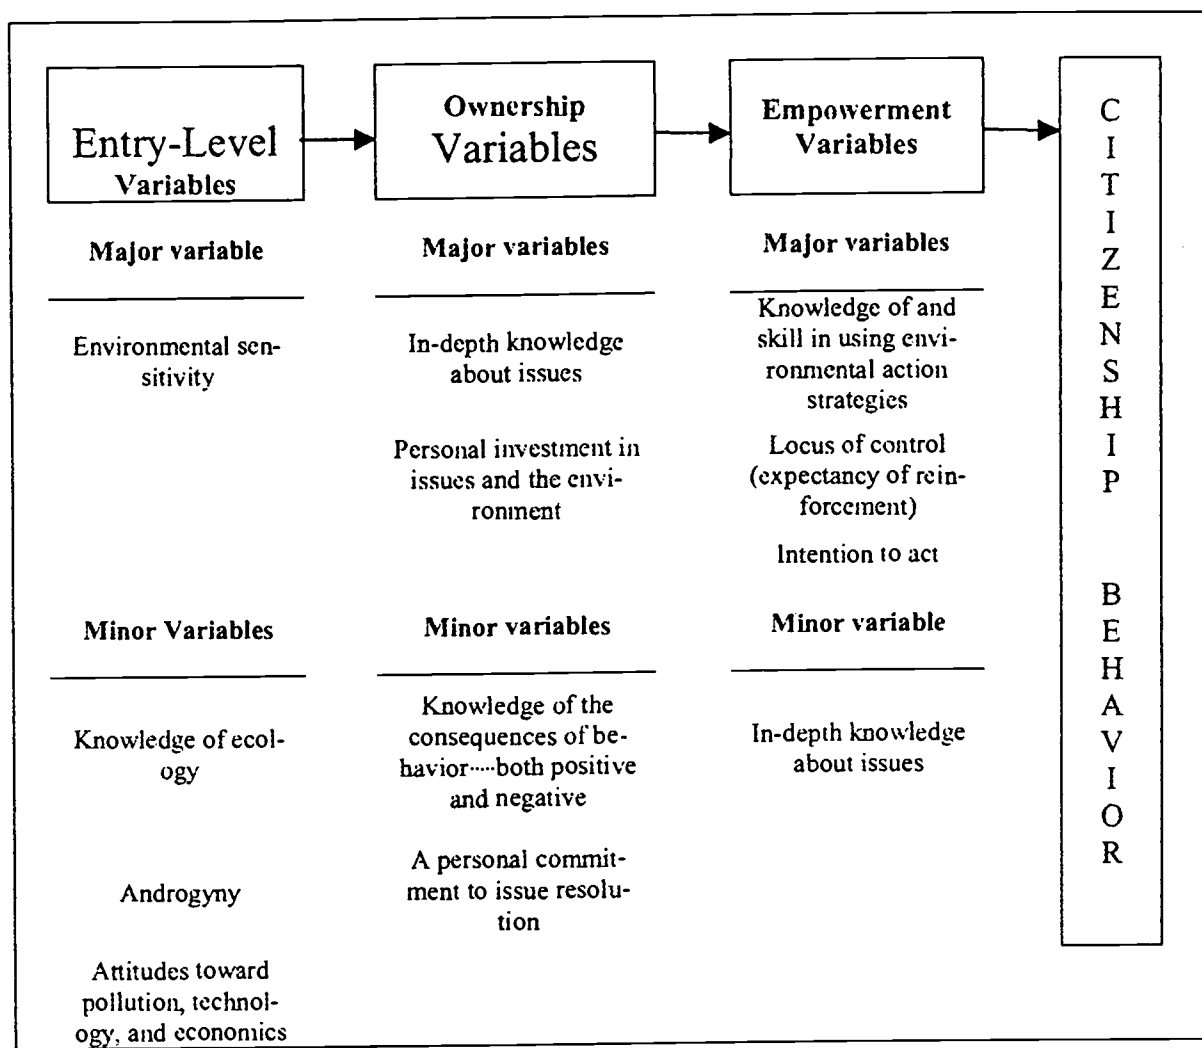 Entry-Level
Variables
Ownership
Variables
Empowerment
Variables
Major variable
Environmental sen-
sitivity
Minor Variables
Knowledge of ecol-
ogy
Androgyny
Attitudes toward
pollution, technol-
ogy, and economics
Major variables
In-depth knowledge
about issues
Personal investment in
issues and the envi-
ronment
Minor variables
Knowledge of the
consequences of be-
havior-----both positive
and negative
A personal commit-
ment to issue resolu-
tion
Major variables
Knowledge of and
skill in using envi-
ronmental action
strategies
Locus of control
(expectancy of rein-
forcement)
Intention to act
Minor variable
In-depth knowledge
about issues
CITIZENSHIP BEHAVIOR